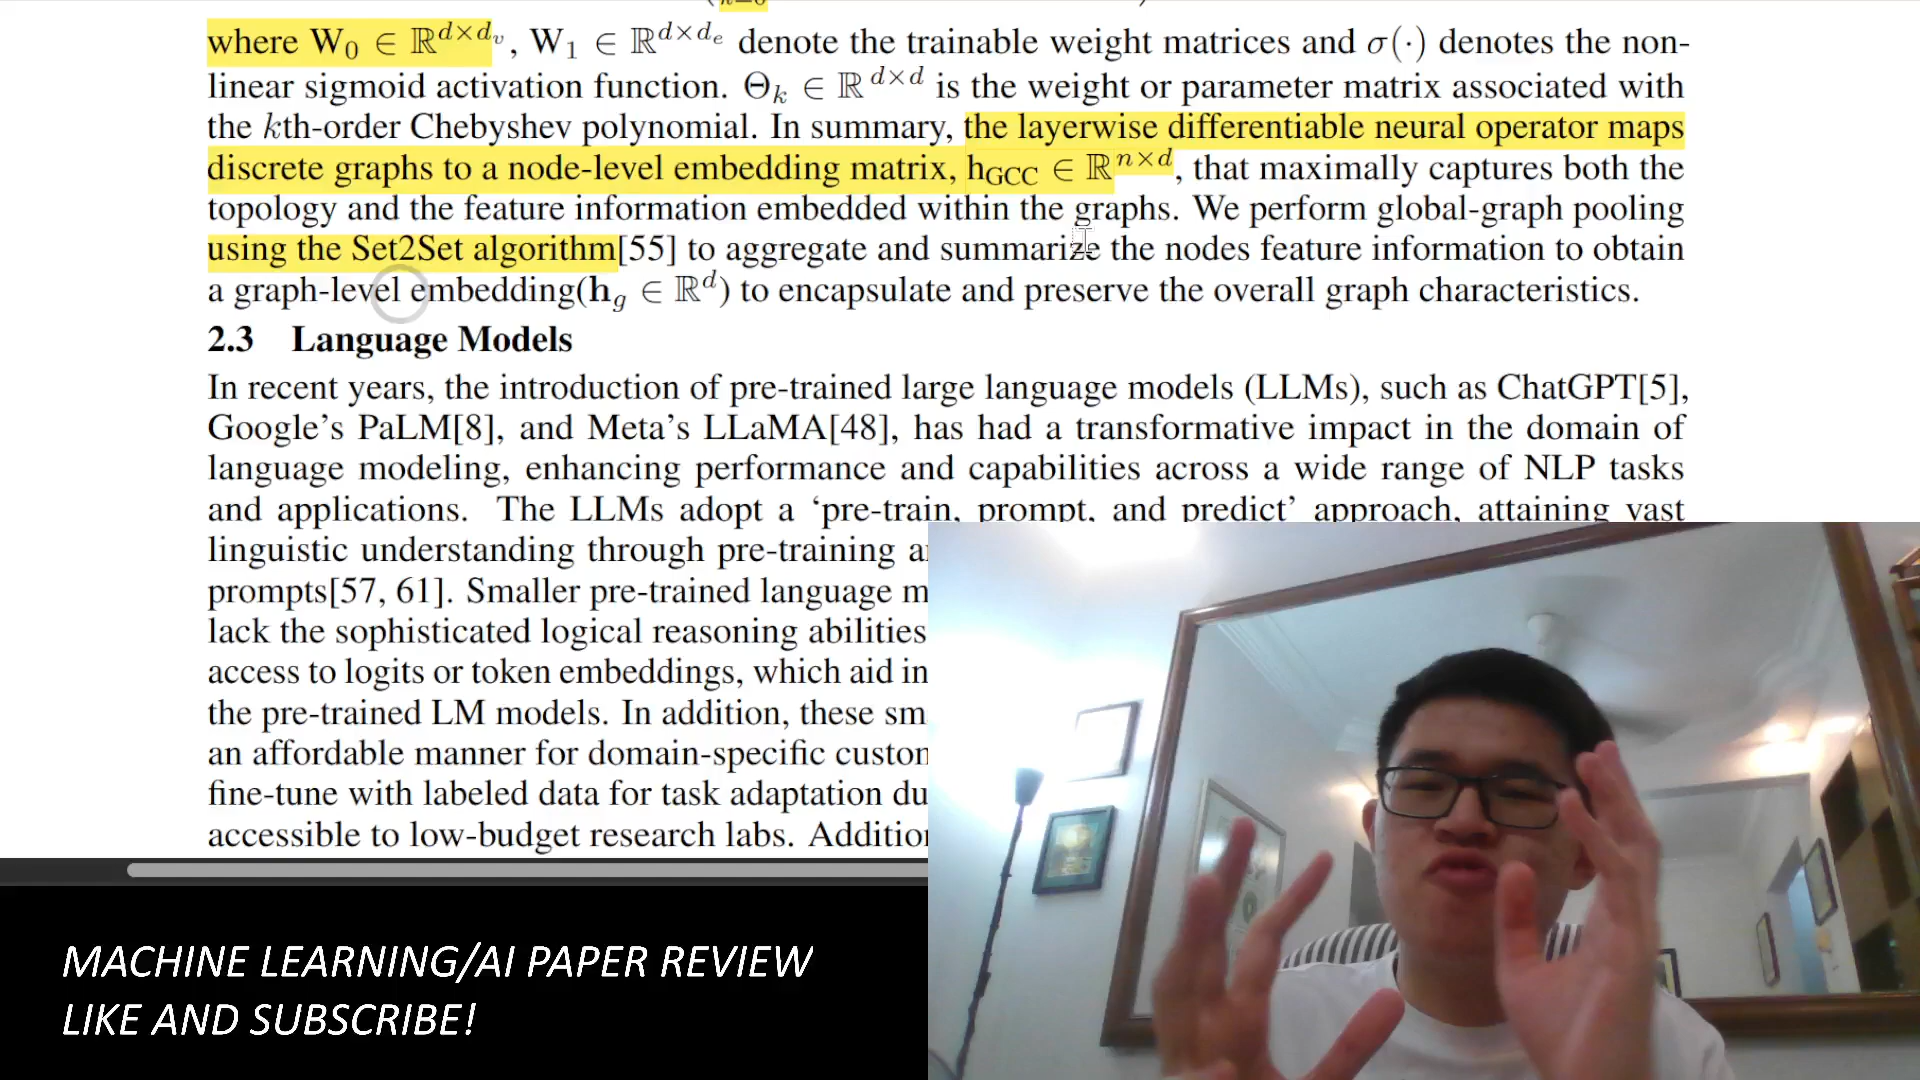 where W₀ ∈ ℝ^{d×d_v}, W₁ ∈ ℝ^{d×d_e} denote the trainable weight matrices and σ(·) denotes the non-
linear sigmoid activation function. Θ_k ∈ ℝ^{d×d} is the weight or parameter matrix associated with
the kth-order Chebyshev polynomial. In summary, the layerwise differentiable neural operator maps
discrete graphs to a node-level embedding matrix, h_GCC ∈ ℝ^{n×d}, that maximally captures both the
topology and the feature information embedded within the graphs. We perform global-graph pooling
using the Set2Set algorithm[55] to aggregate and summarize the nodes feature information to obtain
a graph-level embedding(h_g ∈ ℝ^d) to encapsulate and preserve the overall graph characteristics.
2.3 Language Models
In recent years, the introduction of pre-trained large language models (LLMs), such as ChatGPT[5],
Google's PaLM[8], and Meta's LLaMA[48], has had a transformative impact in the domain of
language modeling, enhancing performance and capabilities across a wide range of NLP tasks
and applications. The LLMs adopt a 'pre-train, prompt, and predict' approach, attaining vast
linguistic understanding through pre-training
prompts[57, 61]. Smaller pre-trained language
lack the sophisticated logical reasoning abilities
access to logits or token embeddings, which aid in
the pre-trained LM models. In addition, these sm
an affordable manner for domain-specific custon
fine-tune with labeled data for task adaptation du
accessible to low-budget research labs. Addition
MACHINE LEARNING/AI PAPER REVIEW
LIKE AND SUBSCRIBE!